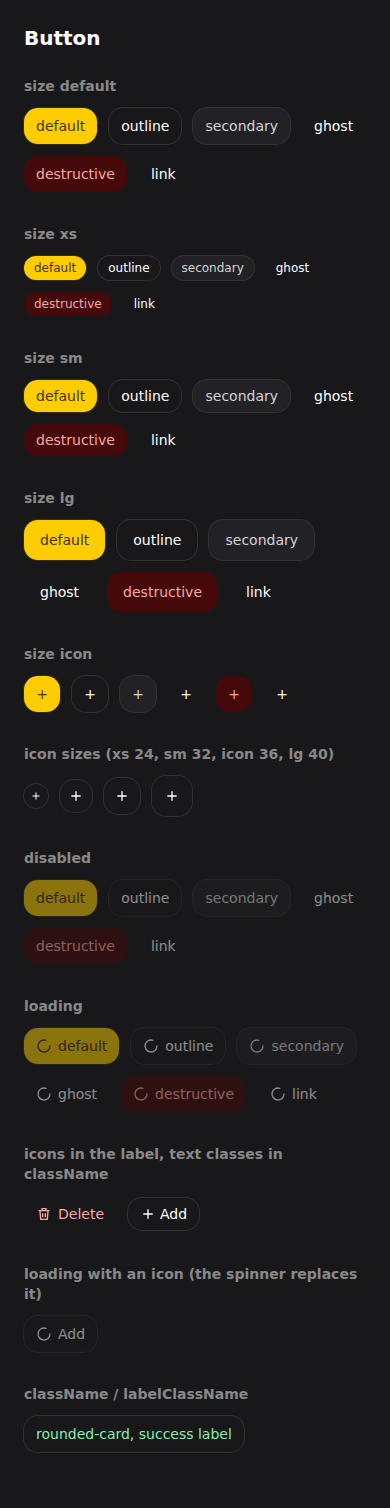 Button
size default
default outline secondary ghost
destructive link
size xs
default outline secondary ghost
destructive link
size sm
default outline secondary ghost
destructive link
size lg
default outline secondary
ghost destructive link
size icon
+ + + + + +
icon sizes (xs 24, sm 32, icon 36, lg 40)
+ + + +
disabled
default outline secondary ghost
destructive link
loading
default outline secondary
ghost destructive link
icons in the label, text classes in
className
Delete + Add
loading with an icon (the spinner replaces
it)
Add
className / labelClassName
rounded-card, success label